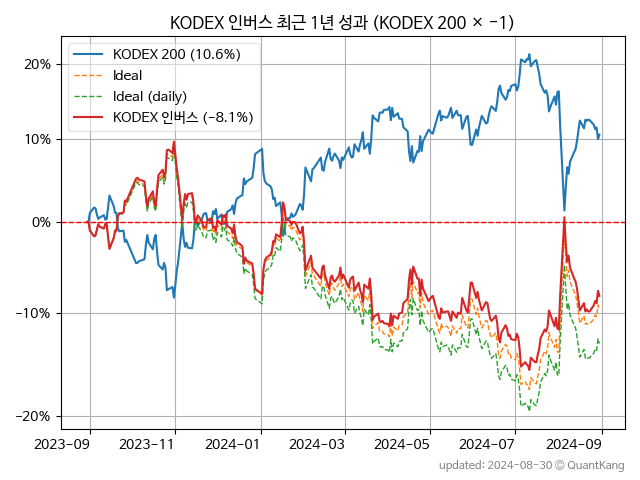 KODEX 인버스 최근 1년 성과 (KODEX 200 × −1)
KODEX 200 (10.6%)
Ideal
Ideal (daily)
KODEX 인버스 (−8.1%)
20%
10%
0%
−10%
−20%
2023-09 2023-11 2024-01 2024-03 2024-05 2024-07 2024-09
updated: 2024-08-30 © QuantKang